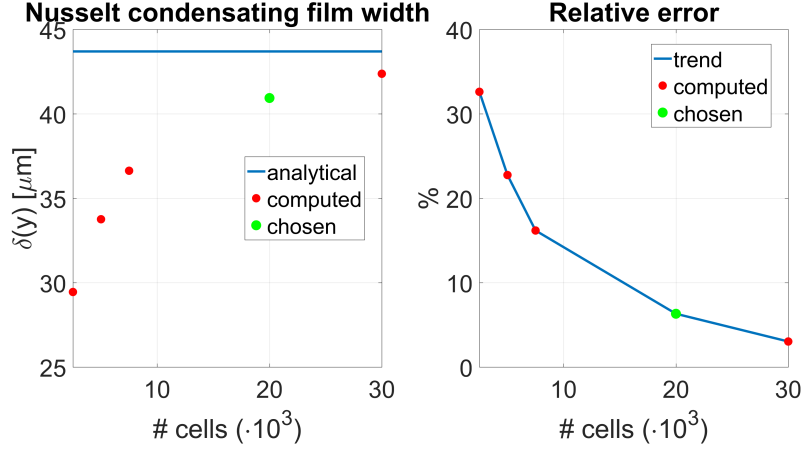 Nusselt condensating film width
45
40
35
30
25
10
20
30
δ(y) [μm]
# cells (·10³)
analytical
computed
chosen
Relative error
40
30
20
10
0
10
20
30
%
# cells (·10³)
trend
computed
chosen